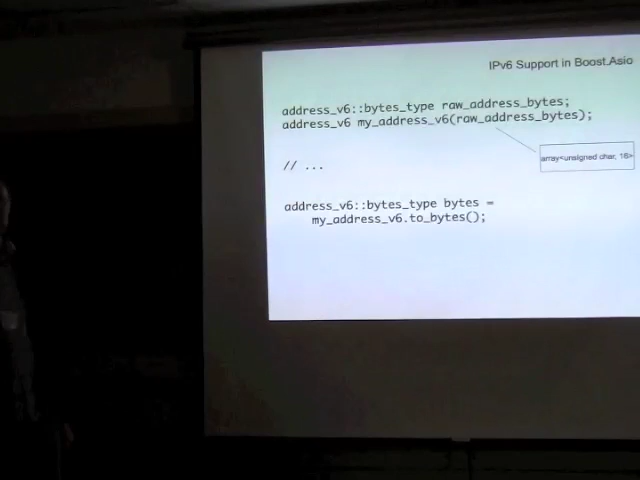 IPv6 Support in Boost.Asio
address_v6::bytes_type raw_address_bytes;
address_v6 my_address_v6(raw_address_bytes);
array<unsigned char, 16>
// ...
address_v6::bytes_type bytes =
my_address_v6.to_bytes();